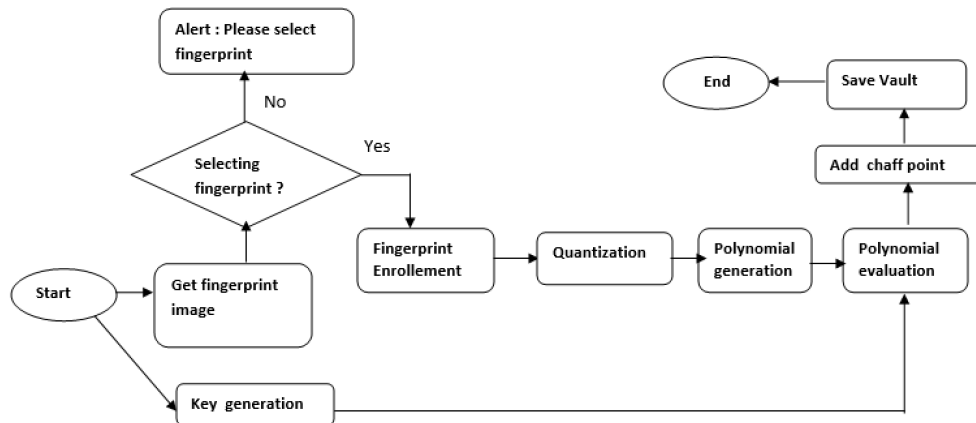 Alert : Please select
fingerprint
No
Selecting
fingerprint ?
Yes
End
Save Vault
Add chaff point
Fingerprint
Enrollement
Quantization
Polynomial
generation
Polynomial
evaluation
Start
Get fingerprint
image
Key generation